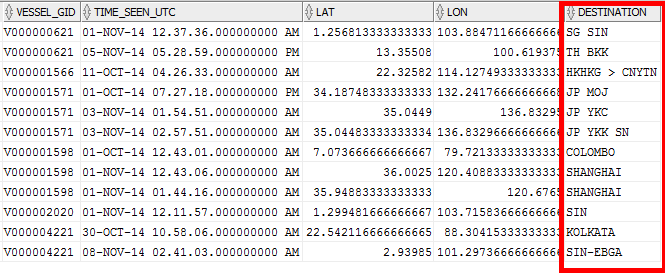 VESSEL_GID TIME_SEEN_UTC LAT LON DESTINATION
V000000621 01-NOV-14 12.37.36.000000000 AM 1.256813333333333 103.8847116666666 SG SIN
V000000621 05-NOV-14 05.28.59.000000000 PM 13.35508 100.619375 TH BKK
V000001566 11-OCT-14 04.26.33.000000000 AM 22.32582 114.1274933333333 HKHKG > CNYTN
V000001571 01-OCT-14 07.27.18.000000000 PM 34.18748333333333 132.2417666666666 JP MOJ
V000001571 03-NOV-14 01.54.51.000000000 AM 35.0449 136.83295 JP YKC
V000001571 03-NOV-14 02.57.51.000000000 AM 35.04483333333334 136.8329666666666 JP YKK SN
V000001598 01-OCT-14 12.43.01.000000000 AM 7.073666666666667 79.7213333333333 COLOMBO
V000001598 01-NOV-14 12.43.06.000000000 AM 36.0025 120.4088333333333 SHANGHAI
V000001598 01-NOV-14 01.44.16.000000000 AM 35.94883333333333 120.6765 SHANGHAI
V000002020 01-NOV-14 12.11.57.000000000 AM 1.299481666666667 103.7158366666666 SIN
V000004221 30-OCT-14 10.58.06.000000000 AM 22.542116666666665 88.3041533333333 KOLKATA
V000004221 08-NOV-14 02.41.03.000000000 AM 2.93985 101.2973666666666 SIN-EBGA